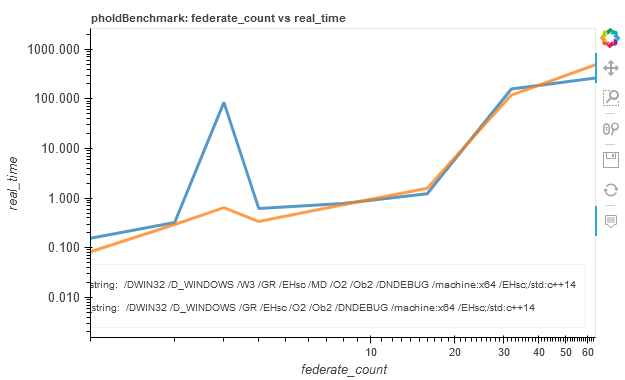 pholdBenchmark: federate_count vs real_time
1000.000
100.000
10.000
1.000
0.100
0.010
real_time
string: /DWIN32 /D_WINDOWS /W3 /GR /EHsc /MD /O2 /Ob2 /DNDEBUG /machine:x64 /EHsc;/std:c++14
string: /DWIN32 /D_WINDOWS /GR /EHsc /O2 /Ob2 /DNDEBUG /machine:x64 /EHsc;/std:c++14
10 20 30 40 50 60
federate_count